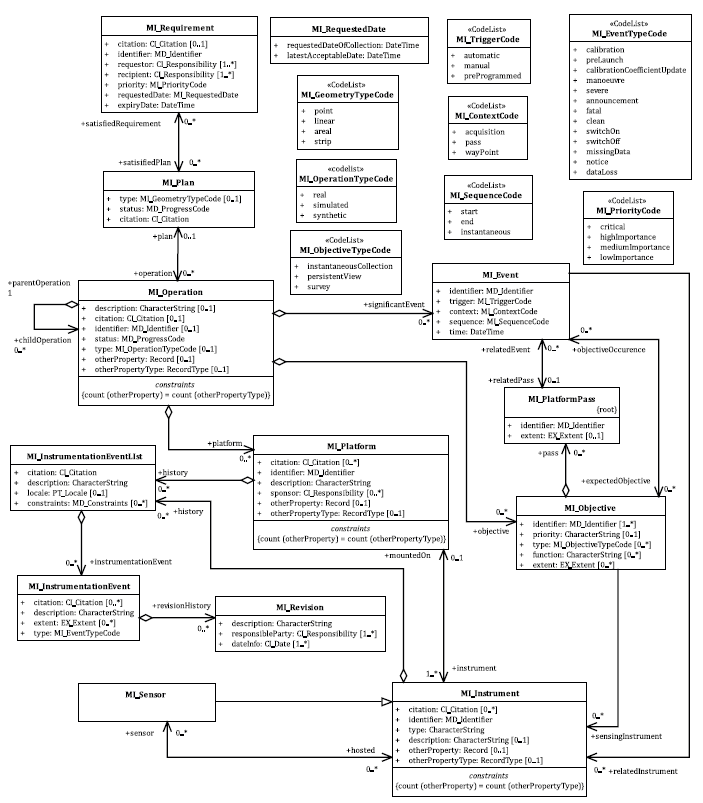 MI_Requirement
+ citation: CI_Citation [0..1]
+ identifier: MD_Identifier
+ requestor: CI_Responsibility [1..*]
+ recipient: CI_Responsibility [1..*]
+ priority: MI_PriorityCode
+ requestedDate: MI_RequestedDate
+ expiryDate: DateTime
MI_RequestedDate
+ requestedDateOfCollection: DateTime
+ latestAcceptableDate: DateTime
«CodeList»
MI_TriggerCode
+ automatic
+ manual
+ preProgrammed
«CodeList»
MI_EventTypeCode
+ calibration
+ preLaunch
+ calibrationCoefficientUpdate
+ manoeuvre
+ severe
+ announcement
+ fatal
+ clean
+ switchOn
+ switchOff
+ missingData
+ notice
+ dataLoss
«CodeList»
MI_GeometryTypeCode
+ point
+ linear
+ areal
+ strip
«CodeList»
MI_ContextCode
+ acquisition
+ pass
+ wayPoint
+satisfiedRequirement
0..*
+satisifiedPlan
0..*
MI_Plan
+ type: MI_GeometryTypeCode [0..1]
+ status: MD_ProgressCode
+ citation: CI_Citation
«codelist»
MI_OperationTypeCode
+ real
+ simulated
+ synthetic
«CodeList»
MI_SequenceCode
+ start
+ end
+ instantaneous
«CodeList»
MI_PriorityCode
+ critical
+ highImportance
+ mediumImportance
+ lowImportance
«CodeList»
MI_ObjectiveTypeCode
+ instantaneousCollection
+ persistentView
+ survey
+plan
0..1
+operation
0..*
+parentOperation
1
+childOperation
0..*
MI_Operation
+ description: CharacterString [0..1]
+ citation: CI_Citation [0..1]
+ identifier: MD_Identifier [0..1]
+ status: MD_ProgressCode
+ type: MI_OperationTypeCode [0..1]
+ otherProperty: Record [0..1]
+ otherPropertyType: RecordType [0..1]
constraints
{count (otherProperty) = count (otherPropertyType)}
+significantEvent
0..*
MI_Event
+ identifier: MD_Identifier
+ trigger: MI_TriggerCode
+ context: MI_ContextCode
+ sequence: MI_SequenceCode
+ time: DateTime
0..*
+objectiveOccurence
+relatedEvent
0..*
+relatedPass
0..1
MI_PlatformPass
{root}
+ identifier: MD_Identifier
+ extent: EX_Extent [0..1]
+pass
0..*
+expectedObjective
0..*
+platform
0..*
MI_Platform
+ citation: CI_Citation [0..*]
+ identifier: MD_Identifier
+ description: CharacterString
+ sponsor: CI_Responsibility [0..*]
+ otherProperty: Record [0..1]
+ otherPropertyType: RecordType [0..1]
constraints
{count (otherProperty) = count (otherPropertyType)}
MI_InstrumentationEventList
+ citation: CI_Citation
+ description: CharacterString
+ locale: PT_Locale [0..1]
+ constraints: MD_Constraints [0..*]
+history
0..*
+history
0..*
MI_Objective
+ identifier: MD_Identifier [1..*]
+ priority: CharacterString [0..1]
+ type: MI_ObjectiveTypeCode [0..*]
+ function: CharacterString [0..*]
+ extent: EX_Extent [0..*]
0..*
+objective
+instrumentationEvent
0..*
MI_InstrumentationEvent
+ citation: CI_Citation [0..*]
+ description: CharacterString
+ extent: EX_Extent [0..*]
+ type: MI_EventTypeCode
+revisionHistory
0..*
MI_Revision
+ description: CharacterString
+ responsibleParty: CI_Responsibility [1..*]
+ dateInfo: CI_Date [1..*]
+mountedOn
0..1
1..*
+instrument
MI_Sensor
0..*
+sensor
+hosted
0..*
MI_Instrument
+ citation: CI_Citation [0..*]
+ identifier: MD_Identifier
+ type: CharacterString
+ description: CharacterString [0..1]
+ otherProperty: Record [0..1]
+ otherPropertyType: RecordType [0..*]
constraints
{count (otherProperty) = count (otherPropertyType)}
0..*
+sensingInstrument
0..*
+relatedInstrument